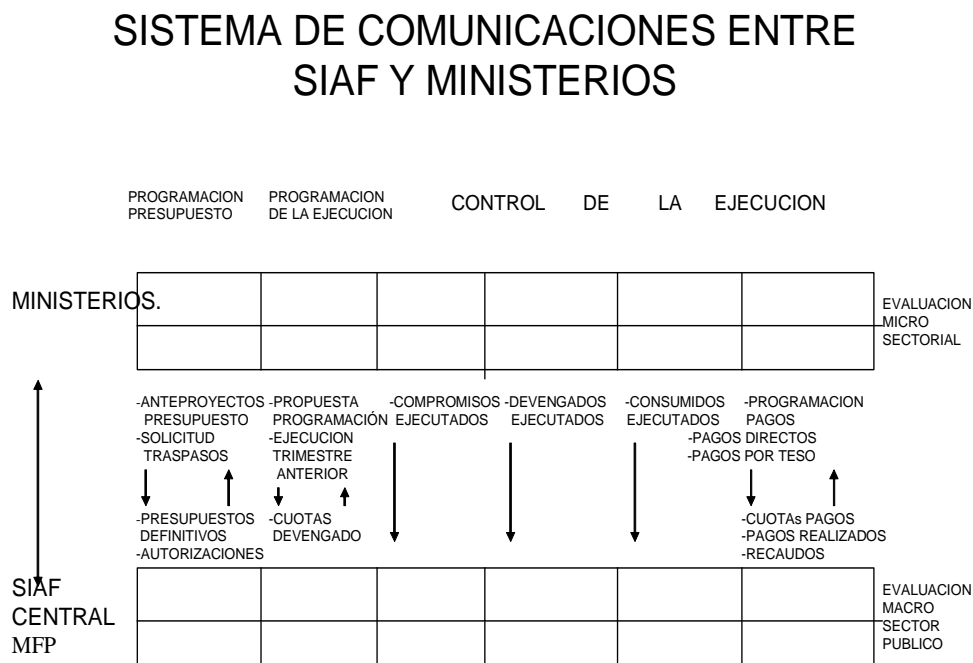 SISTEMA DE COMUNICACIONES ENTRE
SIAF Y MINISTERIOS
PROGRAMACION
PRESUPUESTO
PROGRAMACION
DE LA EJECUCION
CONTROL DE LA EJECUCION
MINISTERIOS.
EVALUACION
MICRO
SECTORIAL
-ANTEPROYECTOS
PRESUPUESTO
-SOLICITUD
TRASPASOS
-PROPUESTA
PROGRAMACIÓN
-EJECUCION
TRIMESTRE
ANTERIOR
-COMPROMISOS
EJECUTADOS
-DEVENGADOS
EJECUTADOS
-CONSUMIDOS
EJECUTADOS
-PROGRAMACION
PAGOS
-PAGOS DIRECTOS
-PAGOS POR TESO
-PRESUPUESTOS
DEFINITIVOS
-AUTORIZACIONES
-CUOTAS
DEVENGADO
-CUOTAs PAGOS
-PAGOS REALIZADOS
-RECAUDOS
SIAF
CENTRAL
MFP
EVALUACION
MACRO
SECTOR
PUBLICO